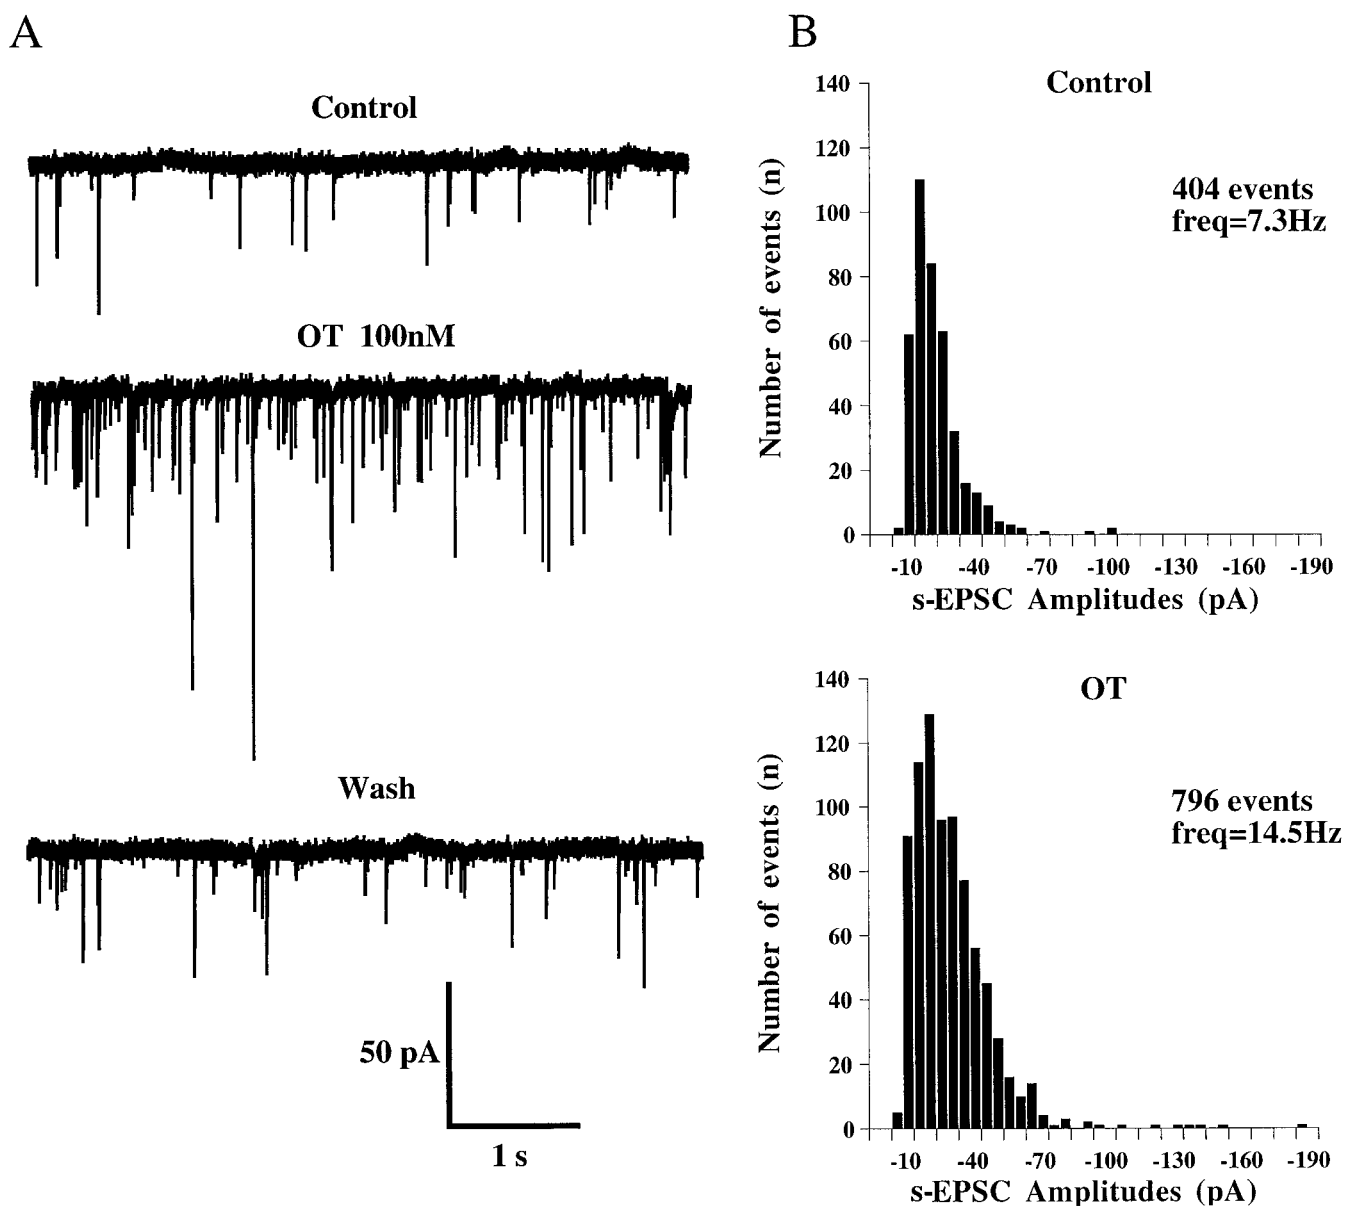 A
Control
OT 100nM
Wash
50 pA
1 s
B
Control
404 events
freq=7.3Hz
Number of events (n)
140
120
100
80
60
40
20
0
-10 -40 -70 -100 -130 -160 -190
s-EPSC Amplitudes (pA)
OT
796 events
freq=14.5Hz
Number of events (n)
140
120
100
80
60
40
20
0
-10 -40 -70 -100 -130 -160 -190
s-EPSC Amplitudes (pA)